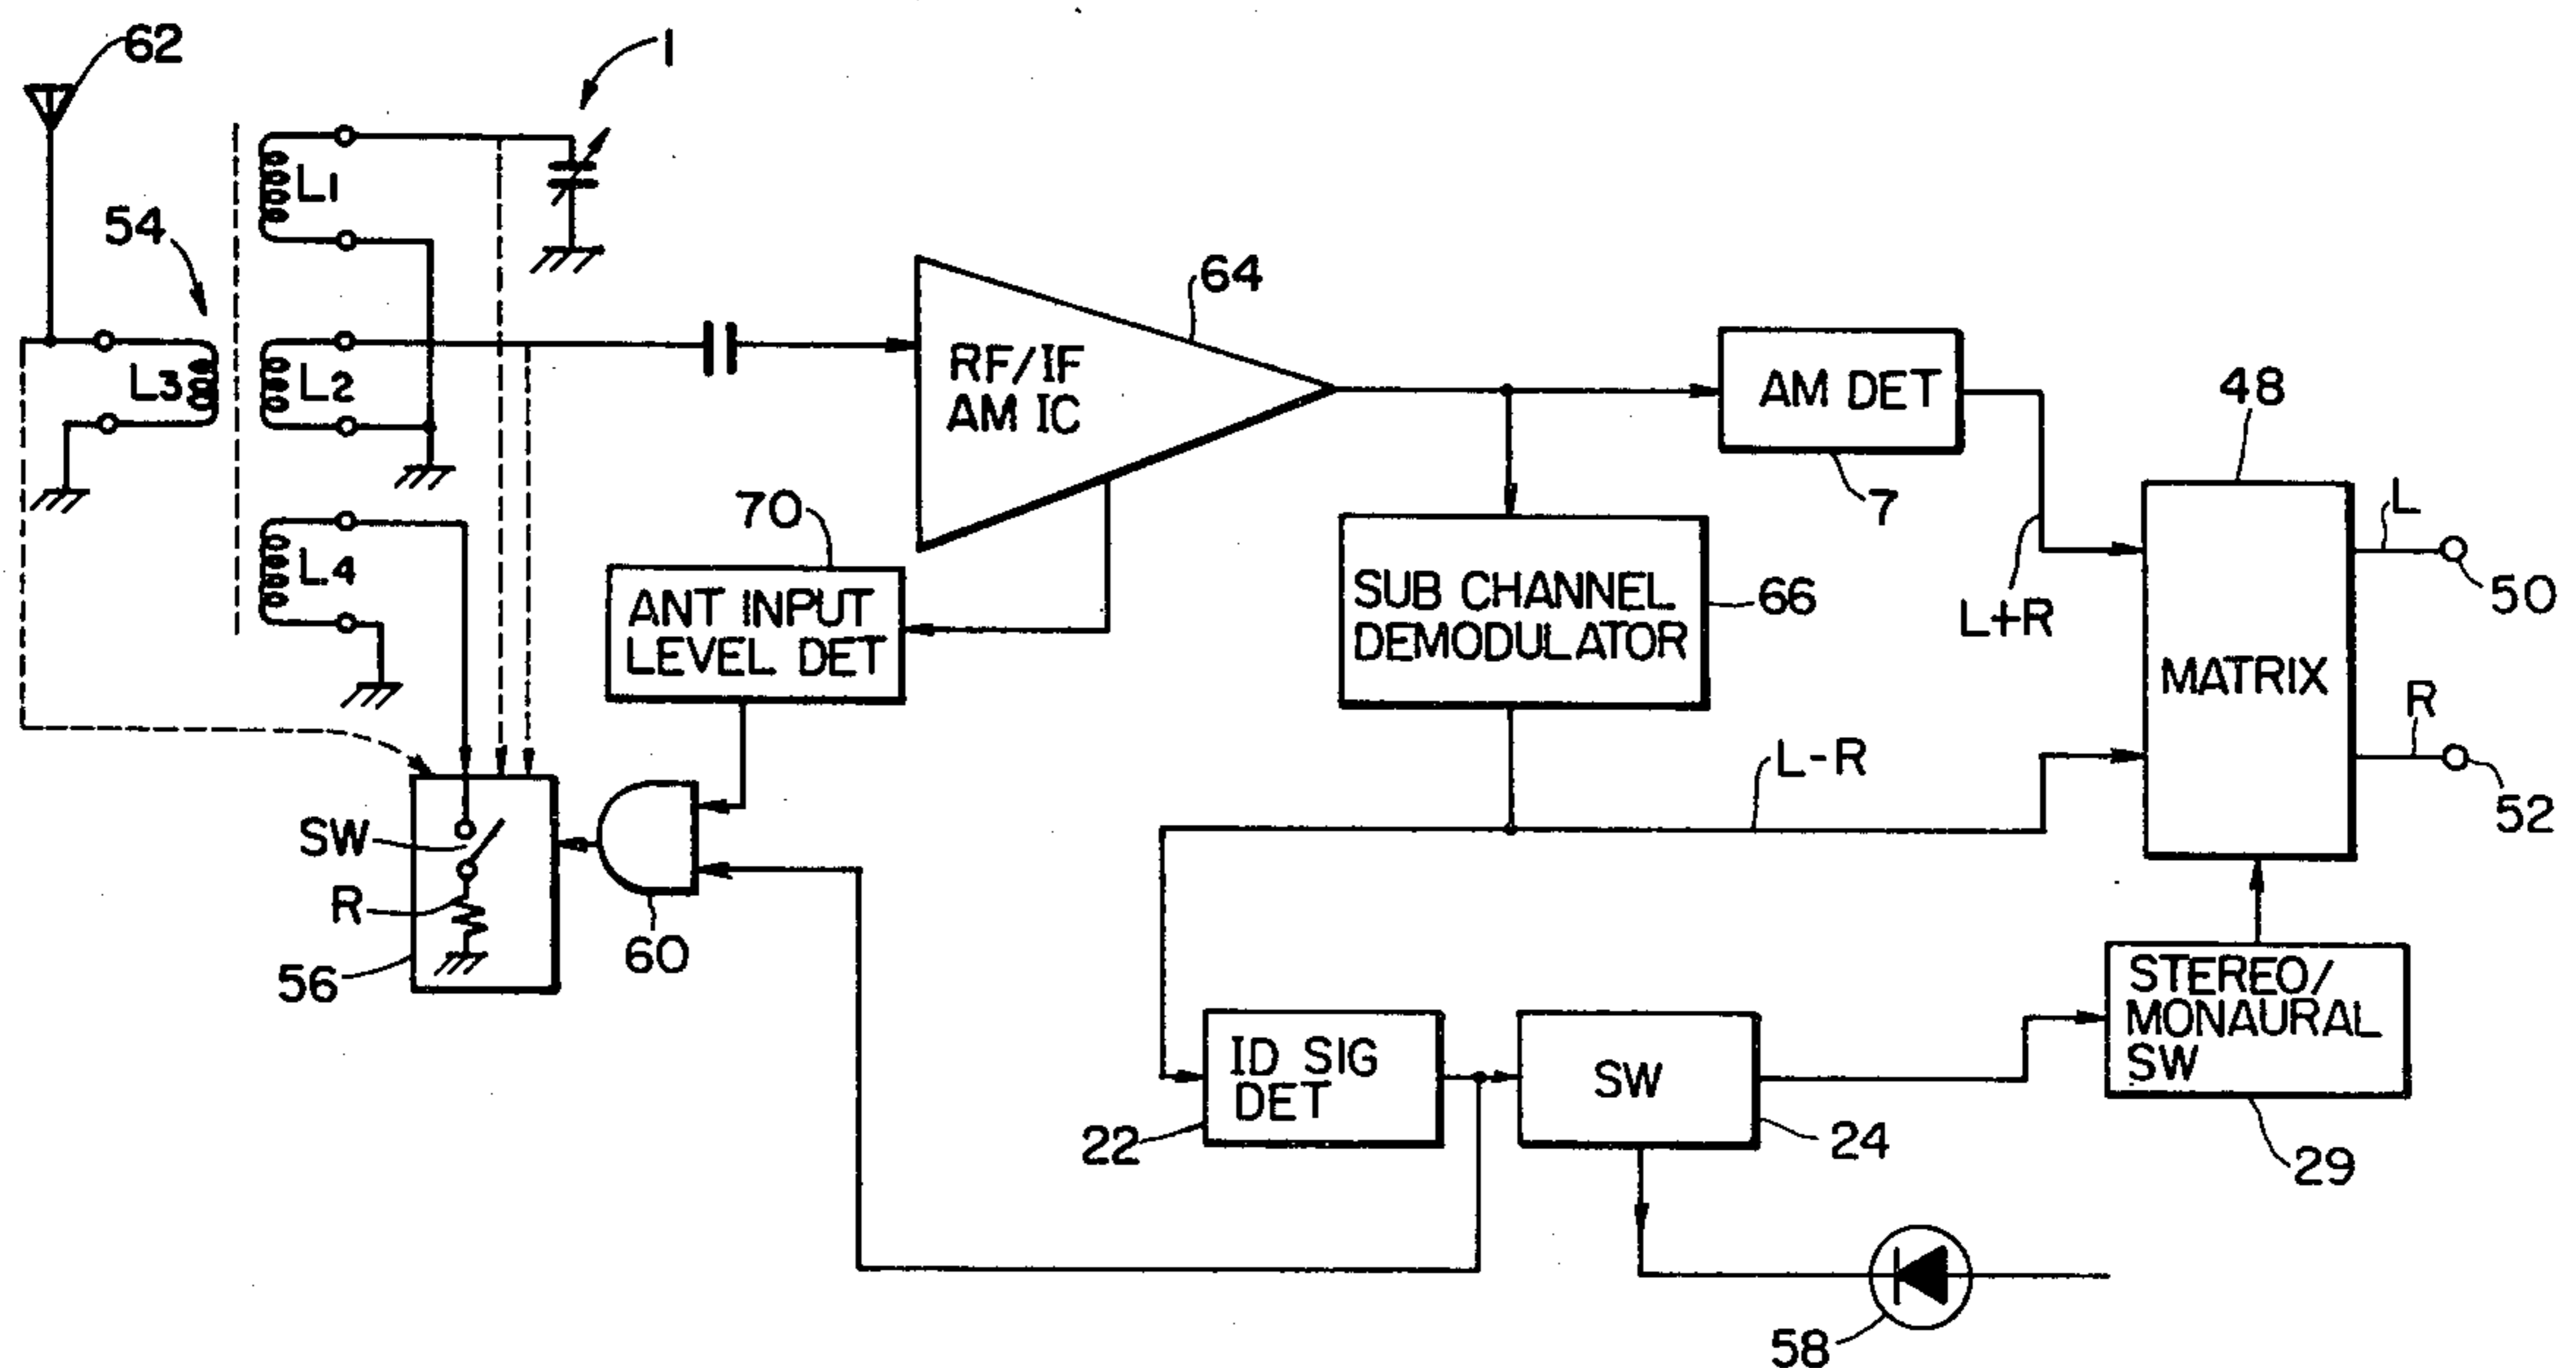 62
1
L1
54
64
RF/IF
AM IC
L3
L2
AM DET
48
7
L
70
L4
ANT INPUT
LEVEL DET
SUB CHANNEL
DEMODULATOR
66
50
L+R
MATRIX
R
L-R
52
SW
R
60
56
STEREO/
MONAURAL
SW
ID SIG
DET
SW
22
24
29
58